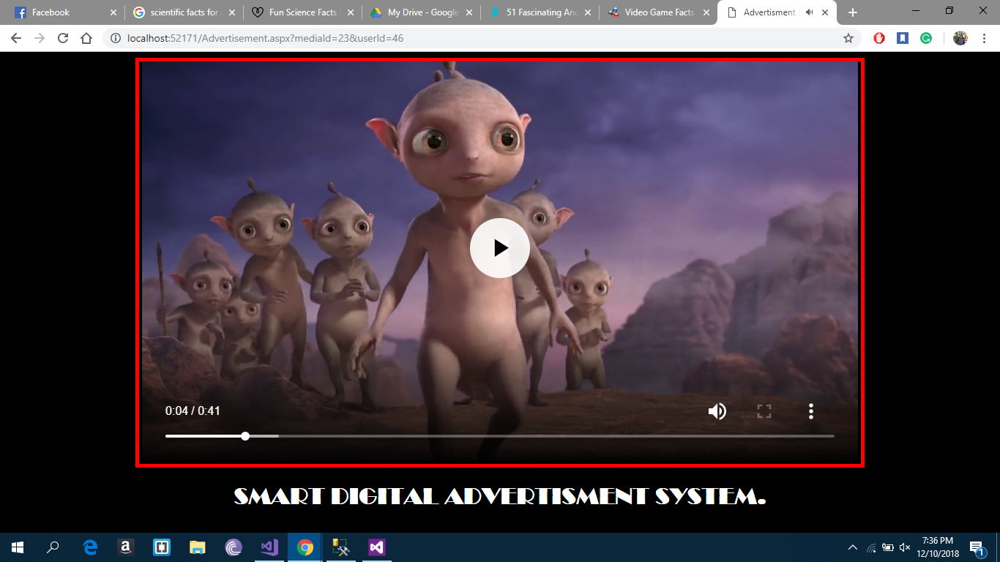 Facebook
scientific facts for
Fun Science Facts
My Drive - Google
51 Fascinating And
Video Game Facts
Advertisment
localhost:52171/Advertisement.aspx?mediaId=23&userId=46
0:04 / 0:41
SMART DIGITAL ADVERTISMENT SYSTEM.
7:36 PM
12/10/2018
1